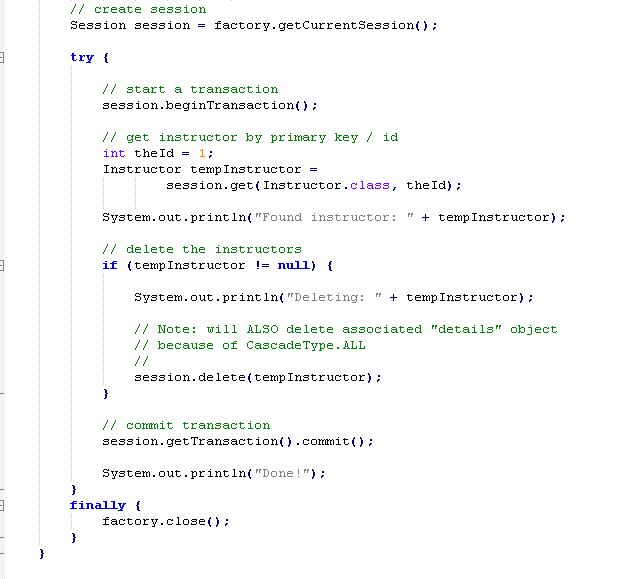 // create session
Session session = factory.getCurrentSession();
try {
// start a transaction
session.beginTransaction();
// get instructor by primary key / id
int theId = 1;
Instructor tempInstructor =
session.get(Instructor.class, theId);
System.out.println("Found instructor: " + tempInstructor);
// delete the instructors
if (tempInstructor != null) {
System.out.println("Deleting: " + tempInstructor);
// Note: will ALSO delete associated "details" object
// because of CascadeType.ALL
//
session.delete(tempInstructor);
}
// commit transaction
session.getTransaction().commit();
System.out.println("Done!");
}
finally {
factory.close();
}
}